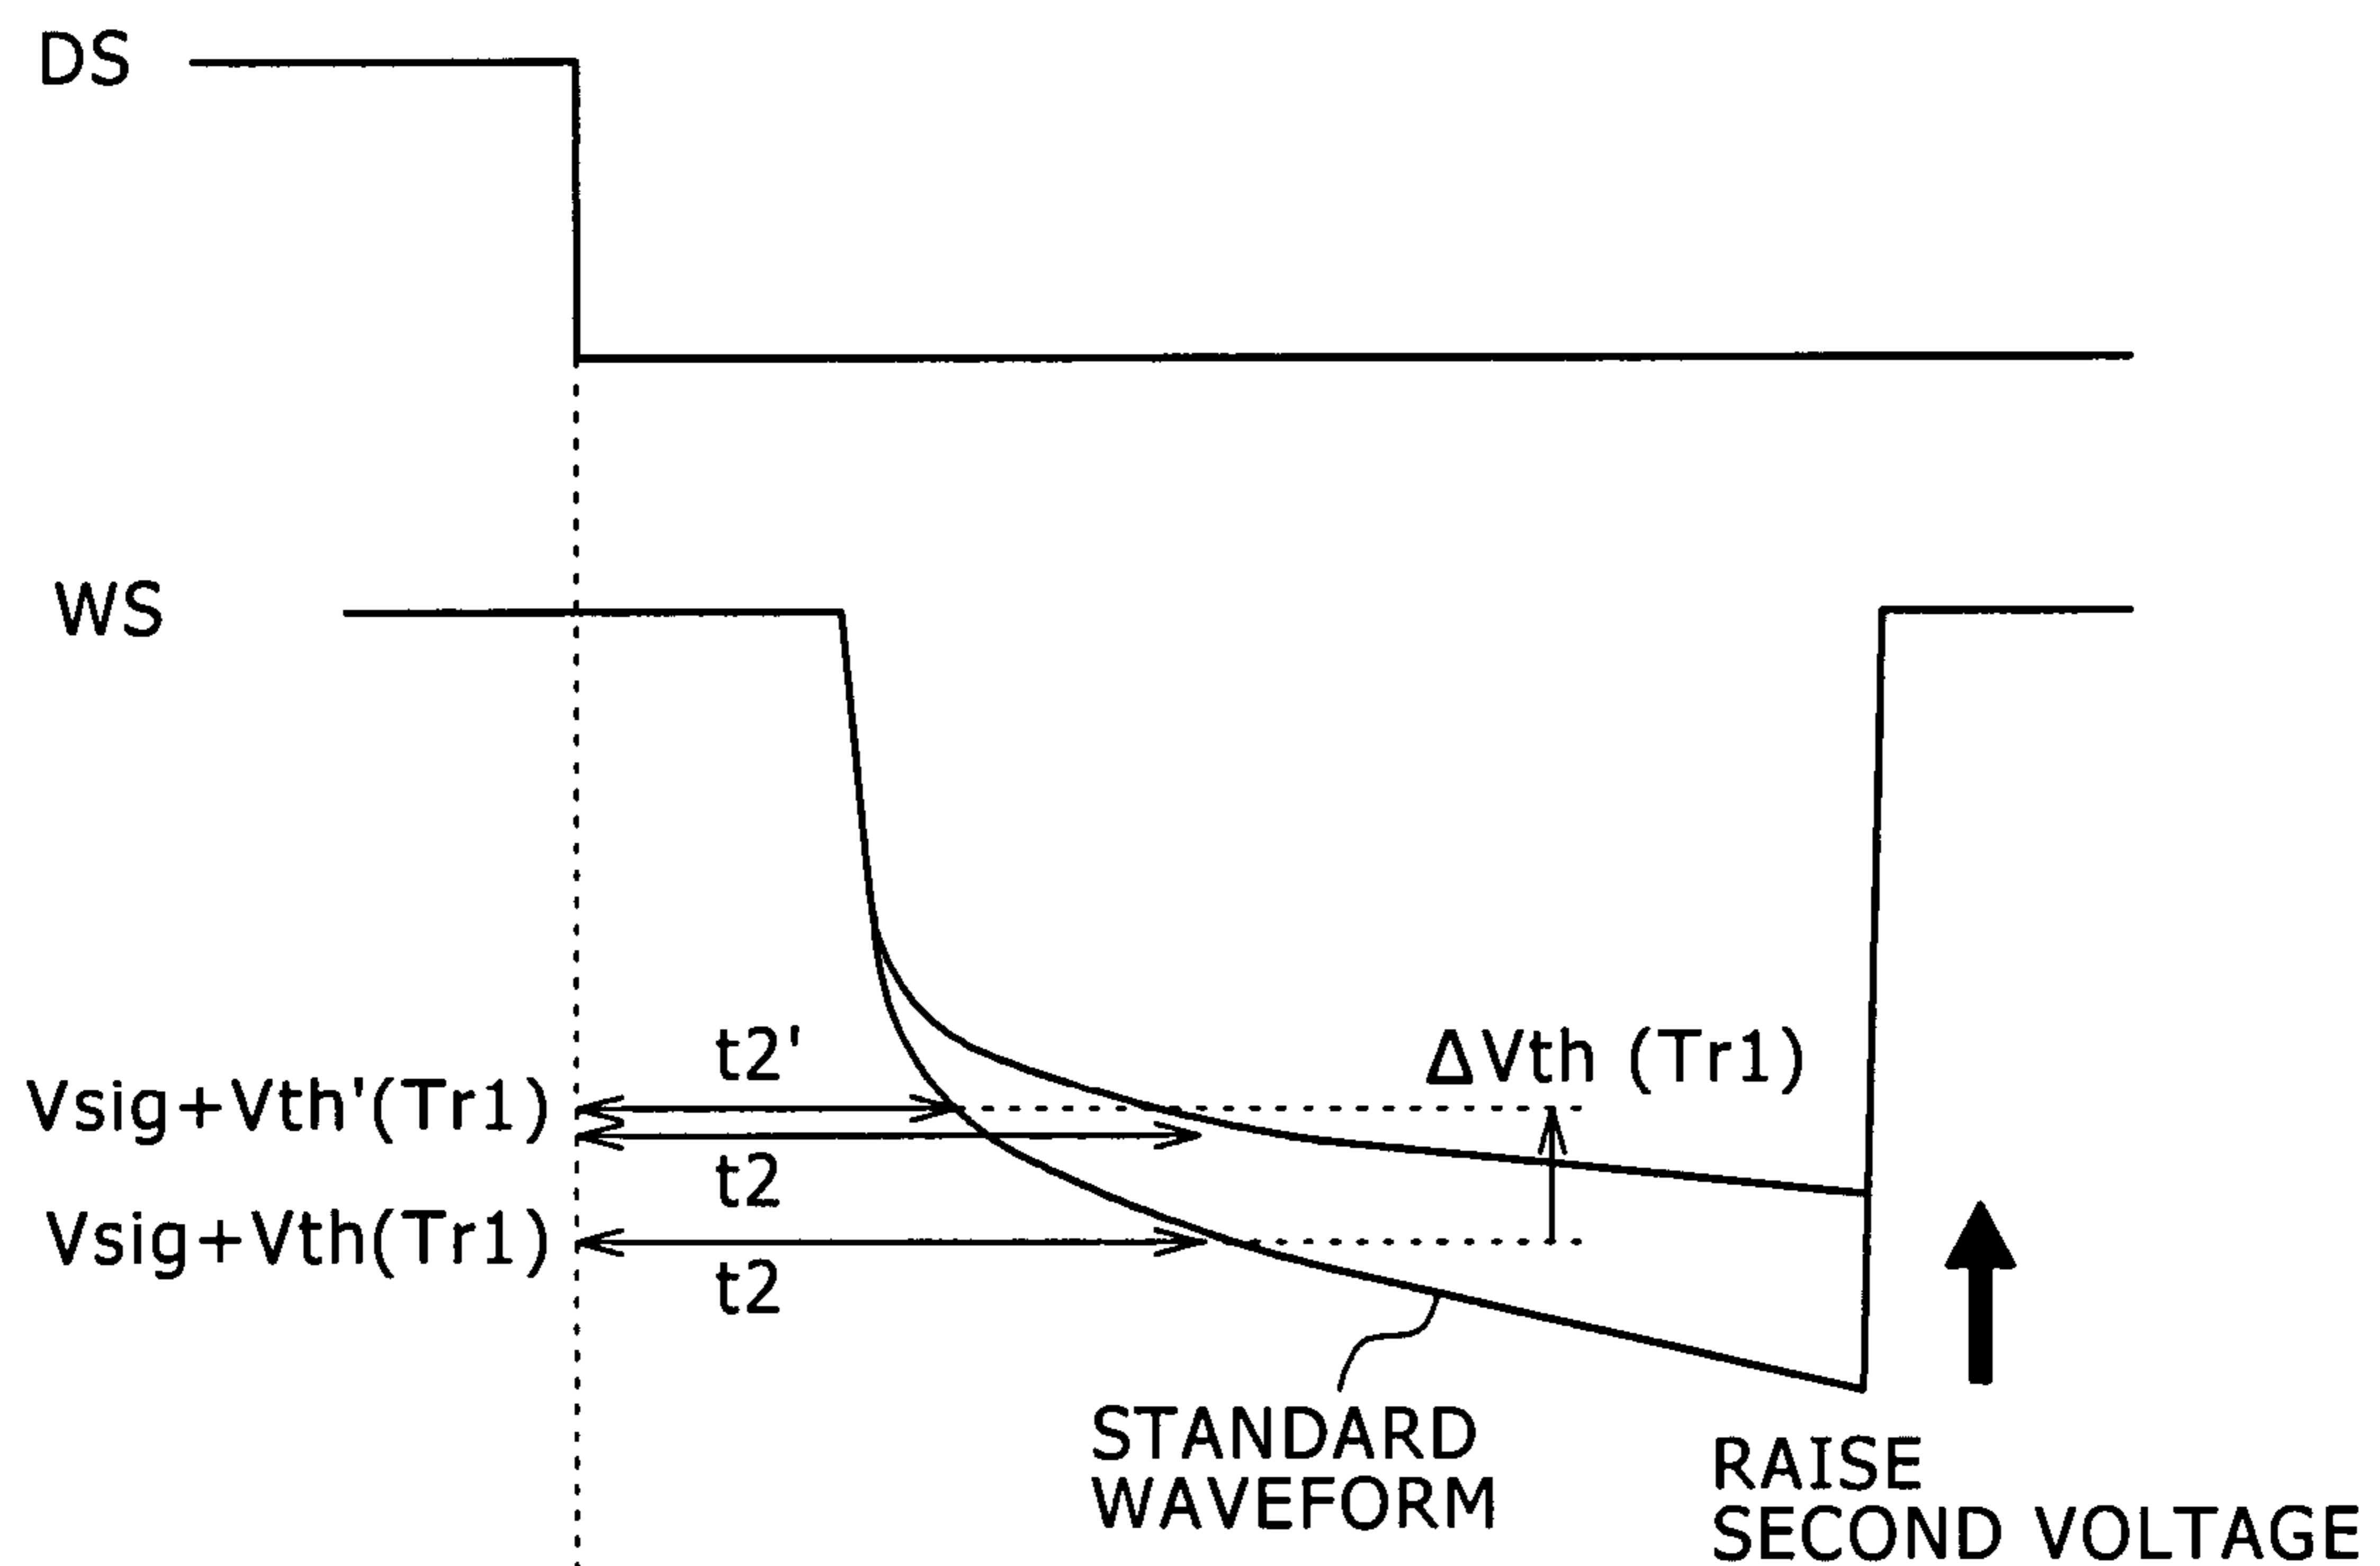 DS
WS
t2'
ΔVth (Tr1)
Vsig+Vth'(Tr1)
t2
Vsig+Vth(Tr1)
t2
STANDARD
WAVEFORM
RAISE
SECOND VOLTAGE